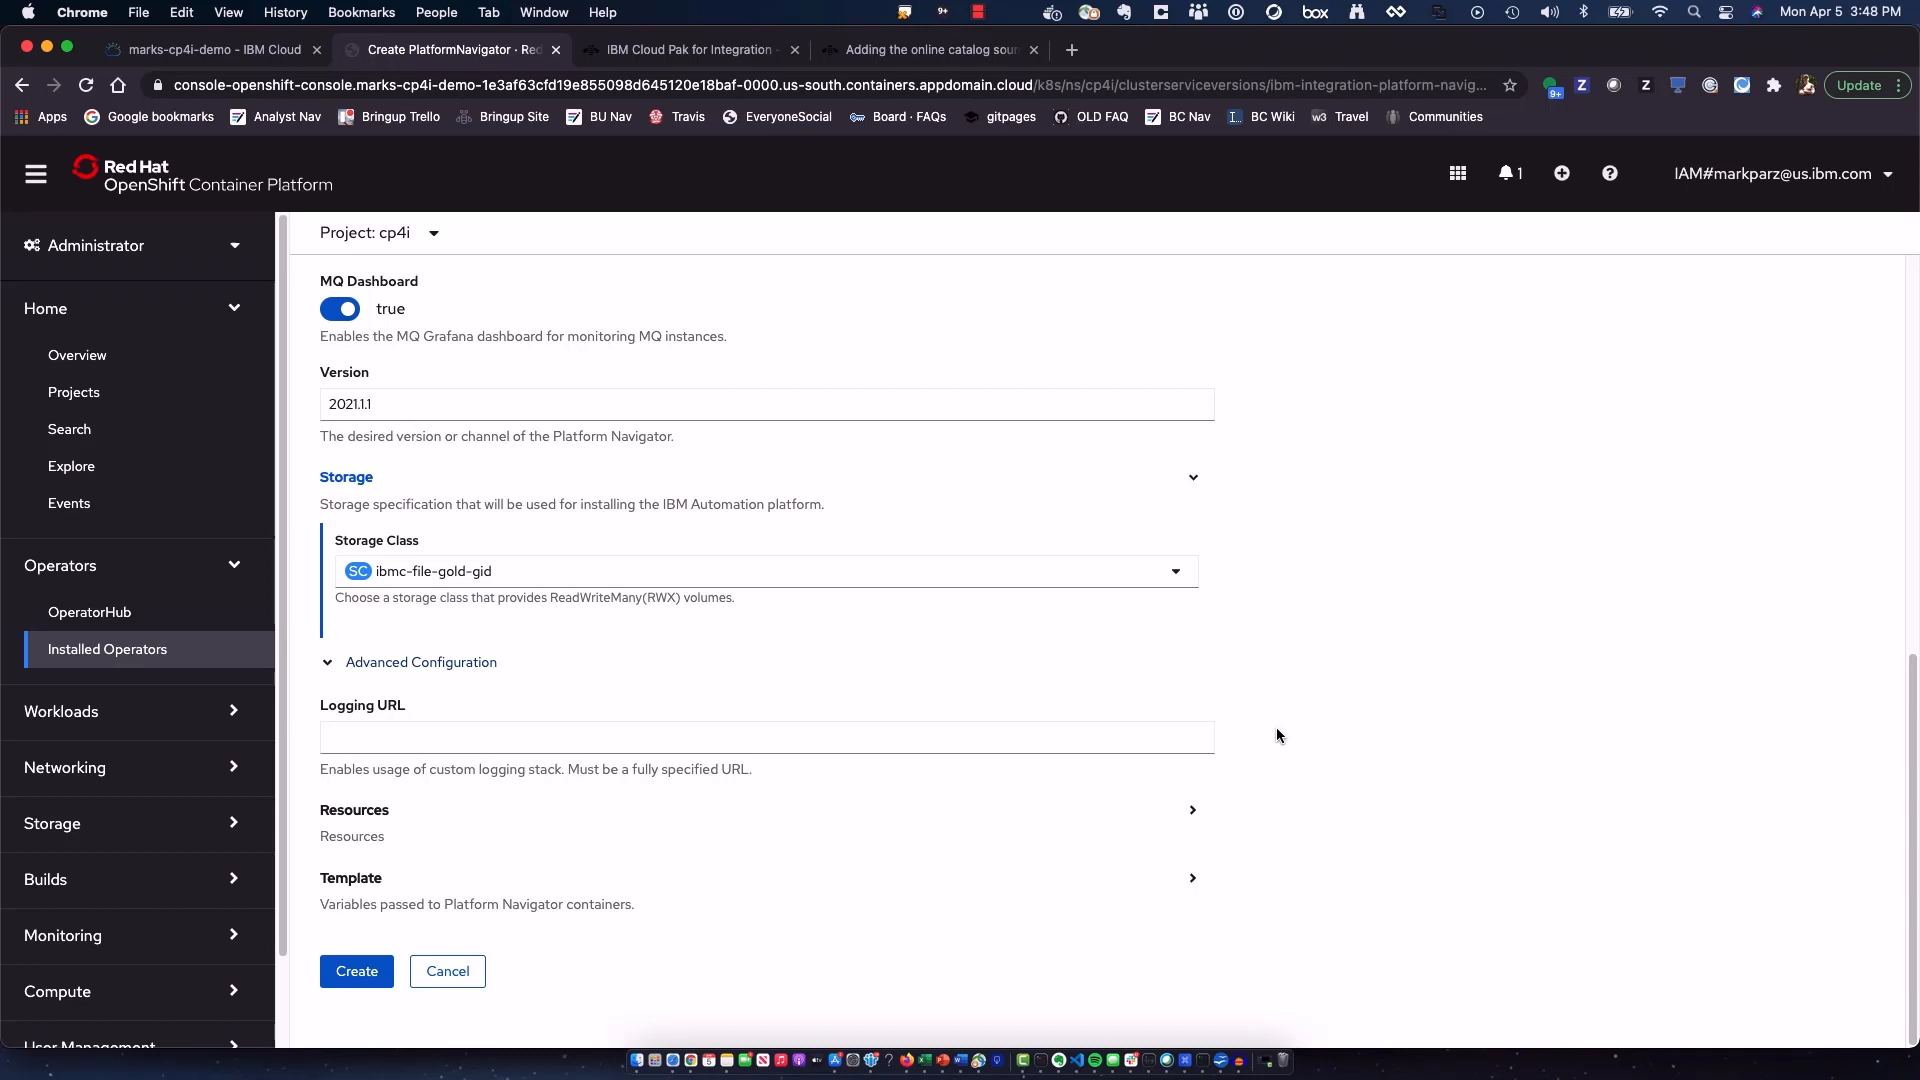 Chrome File Edit View History Bookmarks People Tab Window Help
9+
box
Mon Apr 5 3:48 PM
marks-cp4i-demo - IBM Cloud
Create PlatformNavigator · Red
IBM Cloud Pak for Integration -
Adding the online catalog sour
console-openshift-console.marks-cp4i-demo-1e3af63cfd19e855098d645120e18baf-0000.us-south.containers.appdomain.cloud/k8s/ns/cp4i/clusterserviceversions/ibm-integration-platform-navig...
9+
Update
Apps Google bookmarks Analyst Nav Bringup Trello Bringup Site BU Nav Travis EveryoneSocial Board · FAQs gitpages OLD FAQ BC Nav BC Wiki w3 Travel Communities
Red Hat
OpenShift Container Platform
1
IAM#markparz@us.ibm.com
Administrator
Home
Overview
Projects
Search
Explore
Events
Operators
OperatorHub
Installed Operators
Workloads
Networking
Storage
Builds
Monitoring
Compute
User Management
Project: cp4i
MQ Dashboard
true
Enables the MQ Grafana dashboard for monitoring MQ instances.
Version
2021.1.1
The desired version or channel of the Platform Navigator.
Storage
Storage specification that will be used for installing the IBM Automation platform.
Storage Class
SC ibmc-file-gold-gid
Choose a storage class that provides ReadWriteMany(RWX) volumes.
Advanced Configuration
Logging URL
Enables usage of custom logging stack. Must be a fully specified URL.
Resources
Resources
Template
Variables passed to Platform Navigator containers.
Create
Cancel